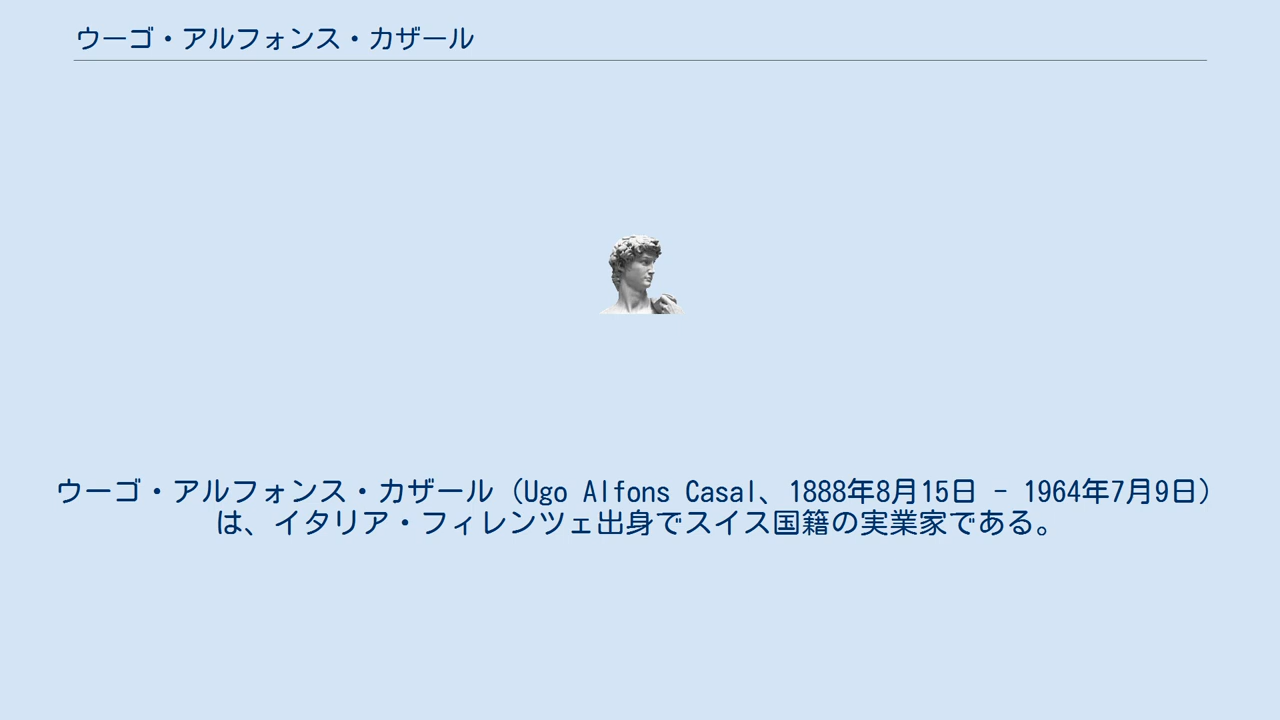 ウーゴ・アルフォンス・カザール
ウーゴ・アルフォンス・カザール（Ugo Alfons Casal、1888年8月15日 - 1964年7月9日）
は、イタリア・フィレンツェ出身でスイス国籍の実業家である。